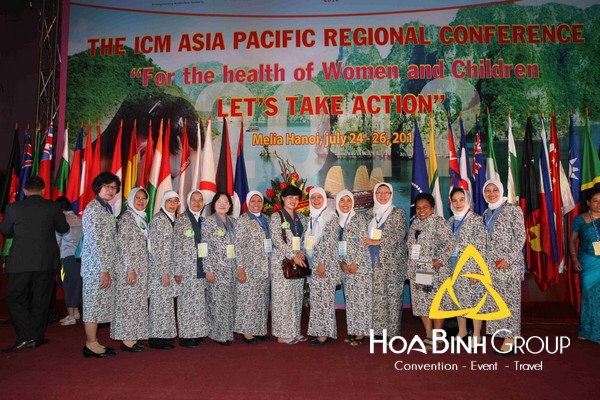 THE ICM ASIA PACIFIC REGIONAL CONFERENCE
"For the health of Women and Children
LET'S TAKE ACTION"
Melia Hanoi, july 24 - 26, 201
HOA BINH GROUP
Convention - Event - Travel